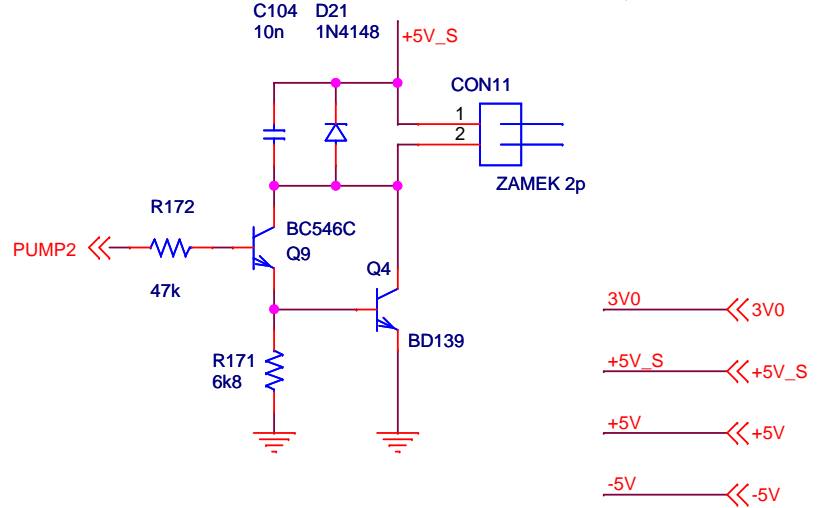 C104
10n
D21
1N4148
+5V_S
CON11
1
2
ZAMEK 2p
R172
BC546C
Q9
PUMP2
47k
Q4
BD139
R171
6k8
3V0
3V0
+5V_S
+5V_S
+5V
+5V
-5V
-5V